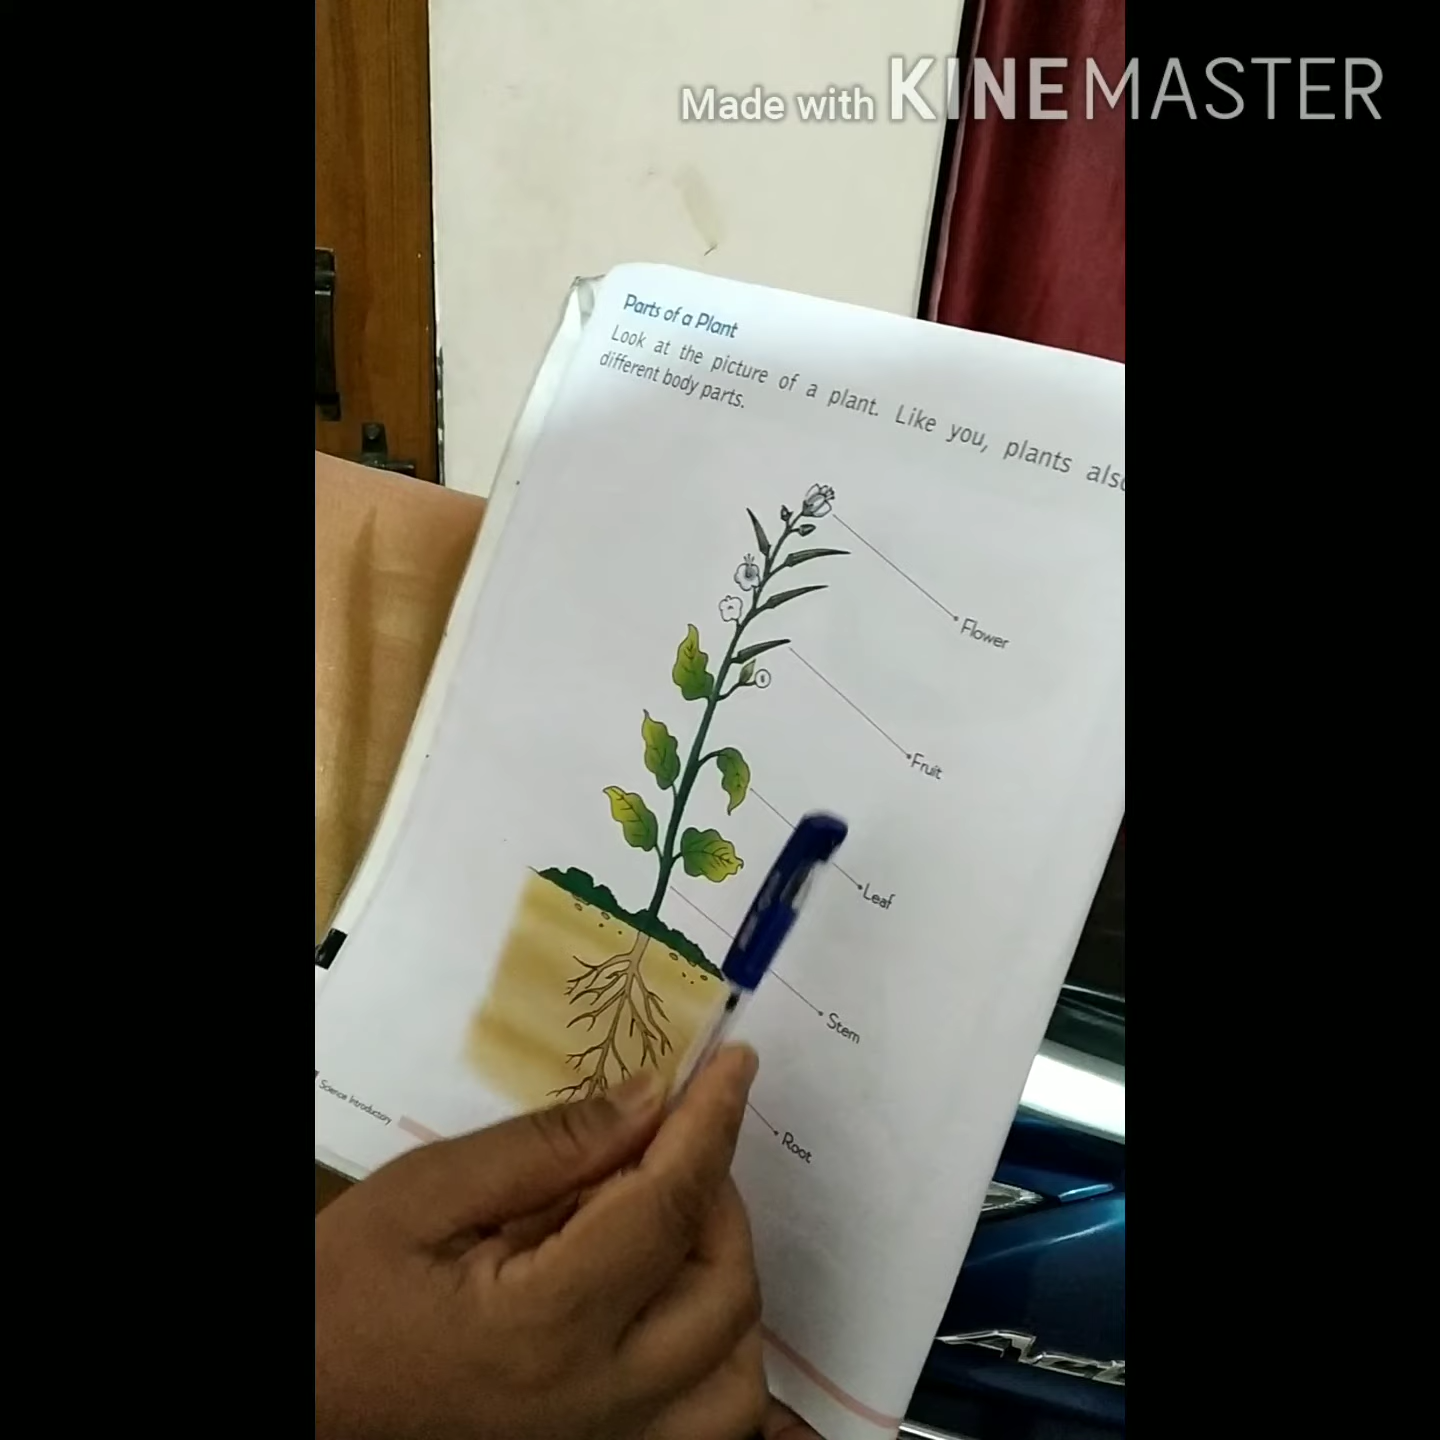 Made with KINEMASTER
Parts of a Plant
Look at the picture of a plant. Like you, plants also
different body parts.
Flower
Fruit
Leaf
Stem
Root
Science Introductory